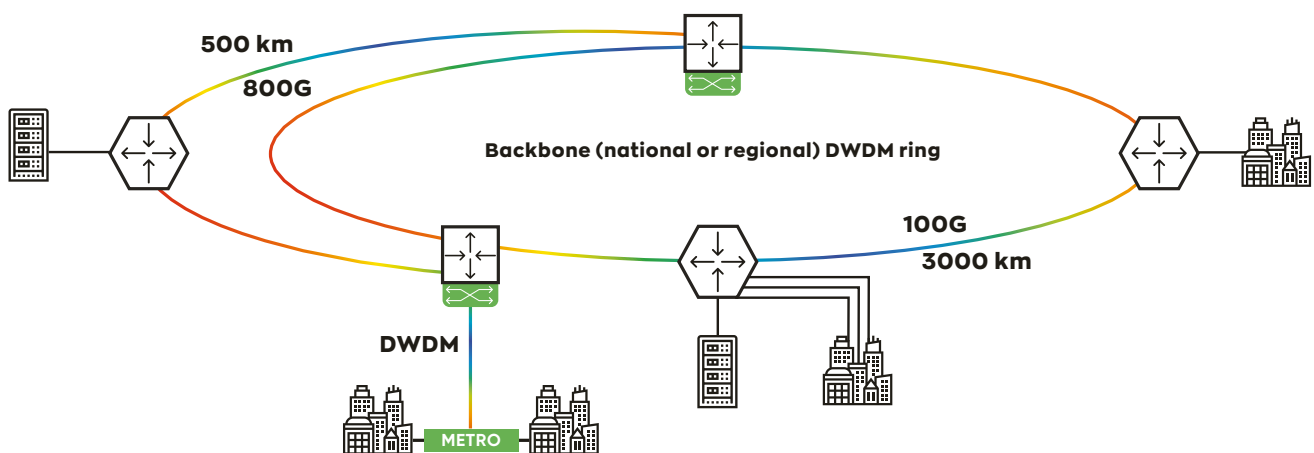 500 km
800G
Backbone (national or regional) DWDM ring
100G
3000 km
DWDM
METRO